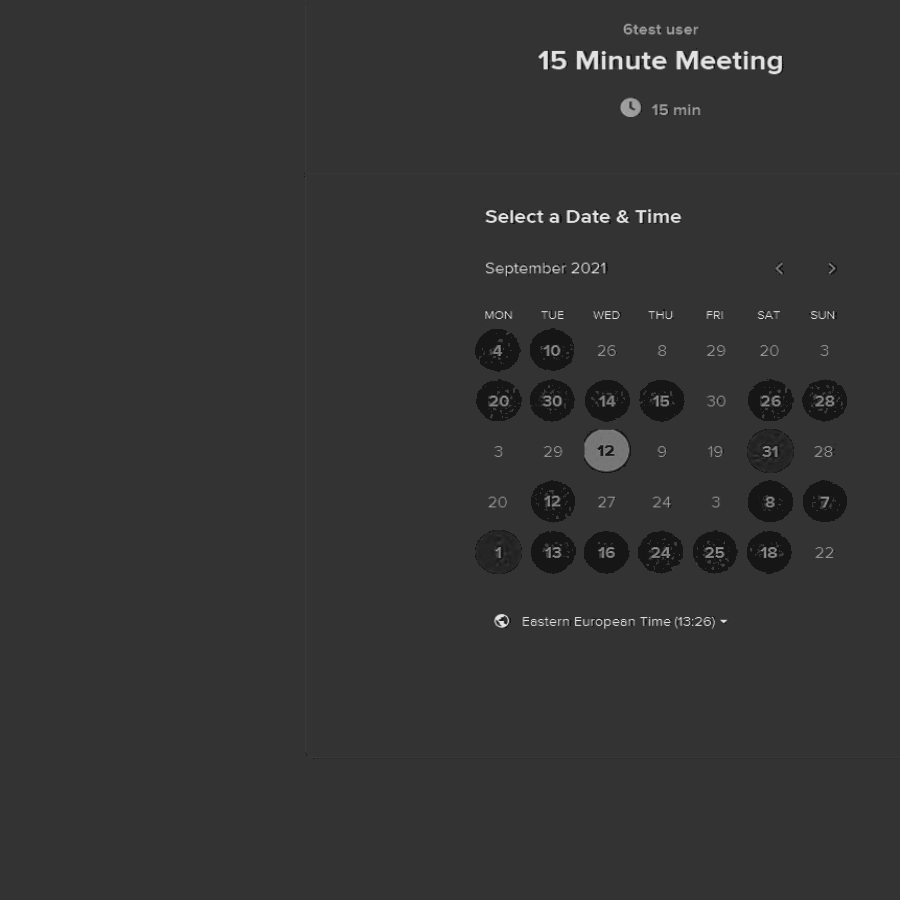 6test user
15 Minute Meeting
15 min
Select a Date & Time
September 2021
MON TUE WED THU FRI SAT SUN
4 10 26 8 29 20 3
20 30 14 15 30 26 28
3 29 12 9 19 31 28
20 12 27 24 3 8 7
1 13 16 24 25 18 22
Eastern European Time (13:26)